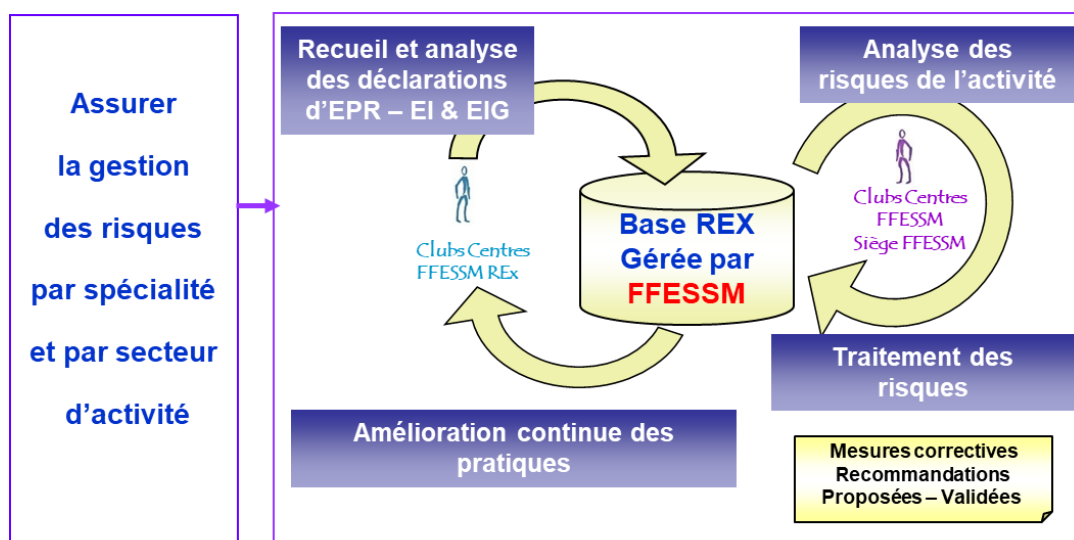 Assurer
la gestion
des risques
par spécialité
et par secteur
d’activité
Recueil et analyse
des déclarations
d’EPR – EI & EIG
Analyse des
risques de l’activité
Clubs Centres
FFESSM REx
Base REX
Gérée par
FFESSM
Clubs Centres
FFESSM
Siège FFESSM
Traitement des
risques
Amélioration continue des
pratiques
Mesures correctives
Recommandations
Proposées – Validées